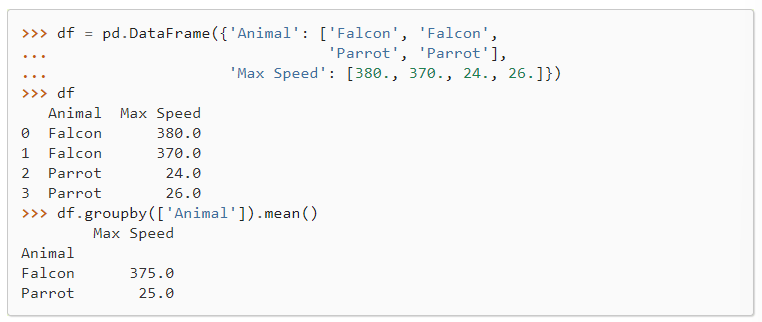 >>> df = pd.DataFrame({'Animal': ['Falcon', 'Falcon',
...                               'Parrot', 'Parrot'],
...                    'Max Speed': [380., 370., 24., 26.]})
>>> df
   Animal  Max Speed
0  Falcon      380.0
1  Falcon      370.0
2  Parrot       24.0
3  Parrot       26.0
>>> df.groupby(['Animal']).mean()
        Max Speed
Animal
Falcon      375.0
Parrot       25.0